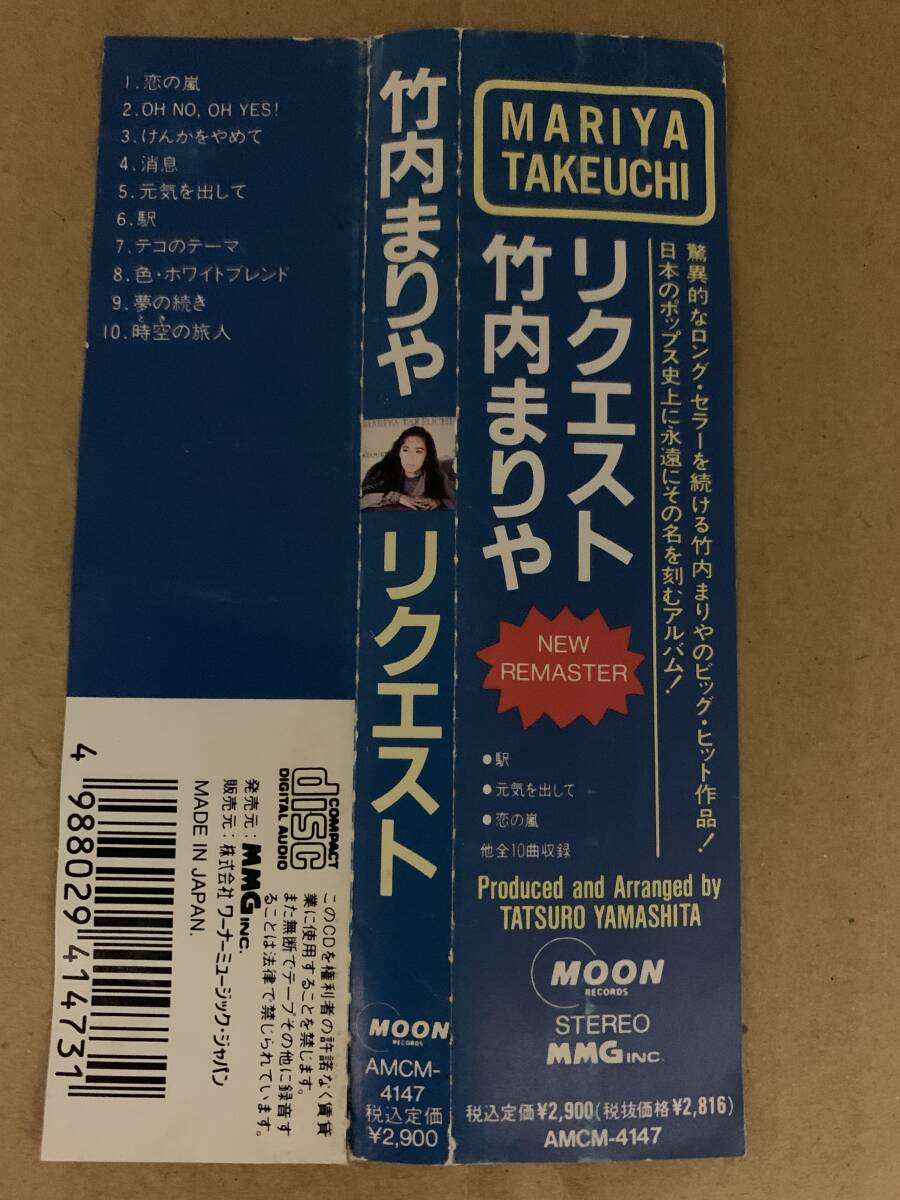 1. 恋の嵐
2. OH NO, OH YES!
3. けんかをやめて
4. 消息
5. 元気を出して
6. 駅
7. テコのテーマ
8. 色・ホワイトブレンド
9. 夢の続き
とき
10. 時空の旅人
COMPACT
disc
DIGITAL AUDIO
このCDを権利者の許諾なく賃貸
業に使用することを禁じます。
また無断でテープその他に録音す
ることは法律で禁じられています。
発売元：MMG INC.
販売元：株式会社 ワーナーミュージック・ジャパン
MADE IN JAPAN.
4 988029 414731
竹内まりや
MARIYA TAKEUCHI
リクエスト
MOON
RECORDS
AMCM-
4147
税込定価
¥2,900
MARIYA
TAKEUCHI
リクエスト
竹内まりや
驚異的なロング・セラーを続ける竹内まりやのビッグ・ヒット作品！
日本のポップス史上に永遠にその名を刻むアルバム！
NEW
REMASTER
●駅
●元気を出して
●恋の嵐
他全10曲収録
Produced and Arranged by
TATSURO YAMASHITA
MOON
RECORDS
STEREO
MMG INC.
税込定価¥2,900(税抜価格¥2,816)
AMCM-4147